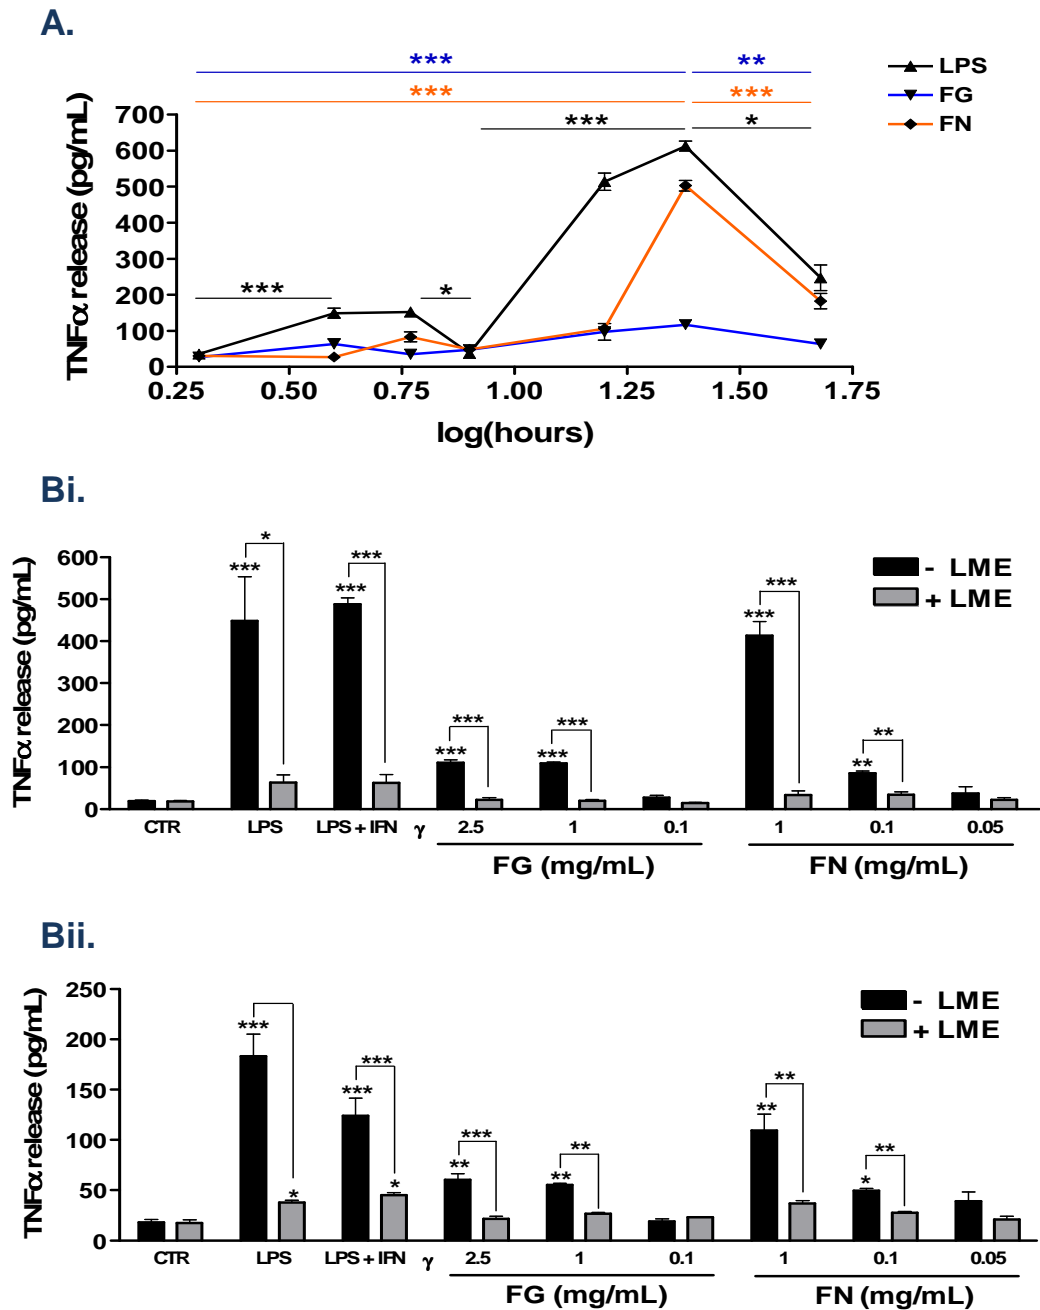 A.
*** **
*** ***
*** *
*** *
LPS
FG
FN
TNFα release (pg/mL)
700
600
500
400
300
200
100
0
0.25 0.50 0.75 1.00 1.25 1.50 1.75
log(hours)
Bi.
TNFα release (pg/mL)
600
500
400
300
200
100
0
- LME
+ LME
* *** ***
*** *** ***
*** *** **
*** *** **
CTR LPS LPS + IFN γ 2.5 1 0.1 1 0.1 0.05
FG (mg/mL) FN (mg/mL)
Bii.
TNFα release (pg/mL)
250
200
150
100
50
0
- LME
+ LME
***
*** **
*** *** ** **
** ** ** *
* *
CTR LPS LPS + IFN γ 2.5 1 0.1 1 0.1 0.05
FG (mg/mL) FN (mg/mL)